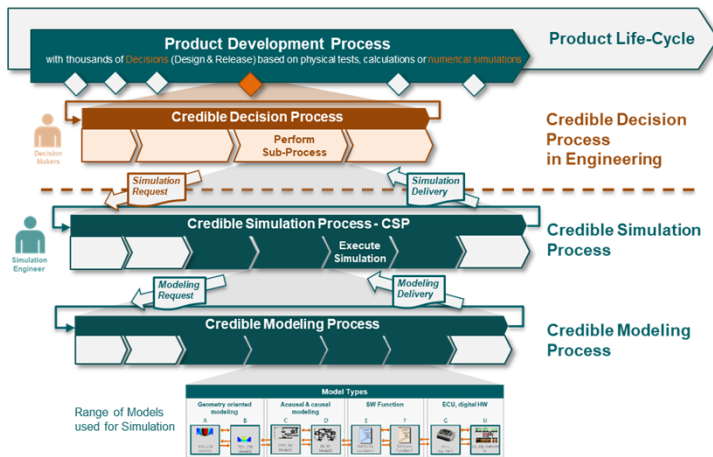 Product Development Process
with thousands of Decisions (Design & Release) based on physical tests, calculations or numerical simulations
Product Life-Cycle
Credible Decision Process
Perform
Sub-Process
Decision
Makers
Credible Decision
Process
in Engineering
Simulation
Request
Simulation
Delivery
Credible Simulation Process - CSP
Execute
Simulation
Simulation
Engineer
Credible Simulation
Process
Modeling
Request
Modeling
Delivery
Credible Modeling Process
Credible Modeling
Process
Range of Models
used for Simulation
Model Types
Geometry oriented
modeling
Acausal & causal
modeling
SW Function
ECU, digital HW
A
B
C
D
E
F
G
H